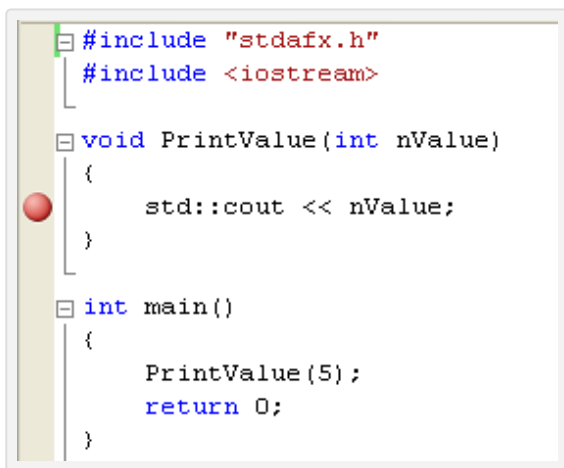 #include "stdafx.h"
#include <iostream>
void PrintValue(int nValue)
{
    std::cout << nValue;
}
int main()
{
    PrintValue(5);
    return 0;
}